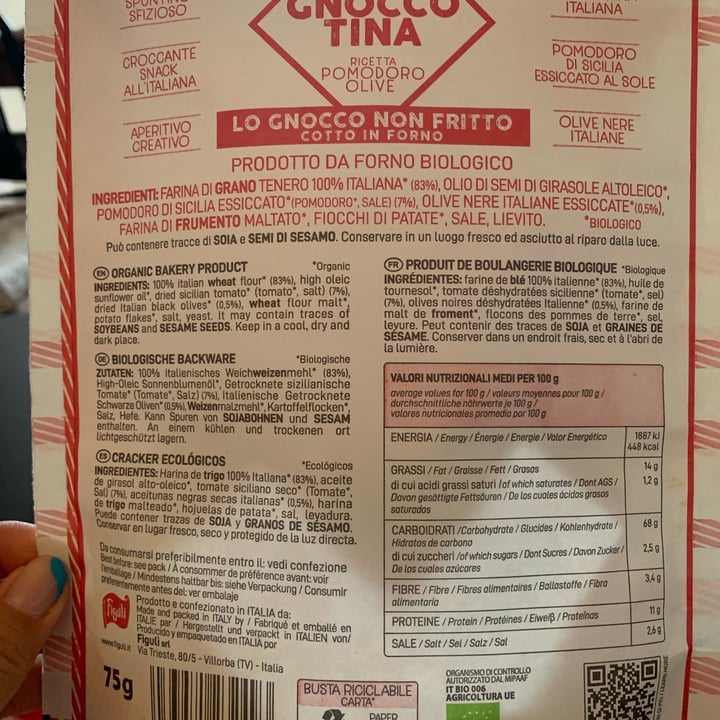 SPUNTINO
SFIZIOSO
CROCCANTE
SNACK
ALL'ITALIANA
APERITIVO
CREATIVO
GNOCCO
TINA
RICETTA
POMODORO
OLIVE
ITALIANA
POMODORO
DI SICILIA
ESSICCATO AL SOLE
OLIVE NERE
ITALIANE
LO GNOCCO NON FRITTO
COTTO IN FORNO
PRODOTTO DA FORNO BIOLOGICO
INGREDIENTI: FARINA DI GRANO TENERO 100% ITALIANA* (83%), OLIO DI SEMI DI GIRASOLE ALTOLEICO*,
POMODORO DI SICILIA ESSICCATO*(POMODORO*, SALE) (7%), OLIVE NERE ITALIANE ESSICCATE*(0,5%),
FARINA DI FRUMENTO MALTATO*, FIOCCHI DI PATATE*, SALE, LIEVITO. *BIOLOGICO
Può contenere tracce di SOIA e SEMI DI SESAMO. Conservare in un luogo fresco ed asciutto al riparo dalla luce.
EN ORGANIC BAKERY PRODUCT *Organic
INGREDIENTS: 100% italian wheat flour* (83%), high oleic
sunflower oil*, dried sicilian tomato* (tomato*, salt) (7%),
dried Italian black olives* (0,5%), wheat flour malt*,
potato flakes*, salt, yeast. It may contain traces of
SOYBEANS and SESAME SEEDS. Keep in a cool, dry and
dark place.
DE BIOLOGISCHE BACKWARE *Biologische
ZUTATEN: 100% italienisches Weichweizenmehl* (83%),
High-Oleic Sonnenblumenöl*, Getrocknete sizilianische
Tomate* (Tomate*, Salz) (7%), Italienische Getrocknete
Schwarze Oliven* (0,5%), Weizenmalzmehl*, Kartoffelflocken*,
Salz, Hefe. Kann Spuren von SOJABOHNEN und SESAM
enthalten. An einem kühlen und trockenen ort
lichtgeschützt lagern.
ES CRACKER ECOLÓGICOS *Ecológicos
INGREDIENTES: Harina de trigo 100% Italiana* (83%), aceite
de girasol alto-oleico*, tomate siciliano seco* (Tomate*,
Sal) (7%), aceitunas negras secas italianas* (0,5%), harina
de trigo malteado*, hojuelas de patata*, sal, levadura.
Puede contener trazas de SOJA y GRANOS DE SÉSAMO.
Conservar en lugar fresco, seco y protegido de la luz directa.
FR PRODUIT DE BOULANGERIE BIOLOGIQUE *Biologique
INGRÉDIENTES: farine de blé 100% italienne* (83%), huile de
tournesol*, tomate déshydratées sicilienne* (tomate*, sel)
(7%), olives noires déshydratées italienne* (0,5%), farine de
malt de froment*, flocons des pommes de terre*, sel,
levure. Peut contenir des traces de SOJA et GRAINES DE
SÉSAME. Conserver dans un endroit frais, sec et à l'abri de
la lumière.
VALORI NUTRIZIONALI MEDI PER 100 g
average values for 100 g / valeurs moyennes pour 100 g /
durchschnittliche nährwerte je 100 g /
valores nutricionales promedio por 100 g
ENERGIA / Energy / Énergie / Energie / Valor Energético 1887 kJ
448 kcal
GRASSI / Fat / Graisse / Fett / Grasas 14 g
di cui acidi grassi saturi / of which saturates / Dont AGS / 1,2 g
Davon gesättigte Fettsäuren / De los cuales ácidos grasos
saturados
CARBOIDRATI / Carbohydrate / Glucides / Kohlenhydrate / 68 g
Hidratos de carbono
di cui zuccheri / of which sugars / Dont Sucres / Davon Zucker / 2,5 g
De los cuales azúcares
FIBRE / Fibre / Fibres alimentaires / Ballastoffe / Fibra 3,4 g
alimentaria
PROTEINE / Protein / Protéines / Eiweiß / Proteínas 11 g
SALE / Salt / Sel / Salz / Sal 2,6 g
Da consumarsi preferibilmente entro il: vedi confezione
Best before: see pack / À consommer de préférence avant: voir
l'emballage / Mindestens haltbar bis: siehe Verpackung / Consumir
preferentemente antes del: ver embalaje
Figulì
www.figuli.it
Prodotto e confezionato in ITALIA da:
Made and packed in ITALY by / Fabriqué et emballé en
ITALIE par / Hergestellt und verpackt in ITALIEN von/
Producido y empaquetado en ITALIA por
Figulì srl
Via Trieste, 80/5 - Villorba (TV) - Italia
75g
BUSTA RICICLABILE
CARTA*
PAPER
ORGANISMO DI CONTROLLO
AUTORIZZATO DAL MIPAAF
IT BIO 006
AGRICOLTURA UE
DI PIÙ / LEARN MORE